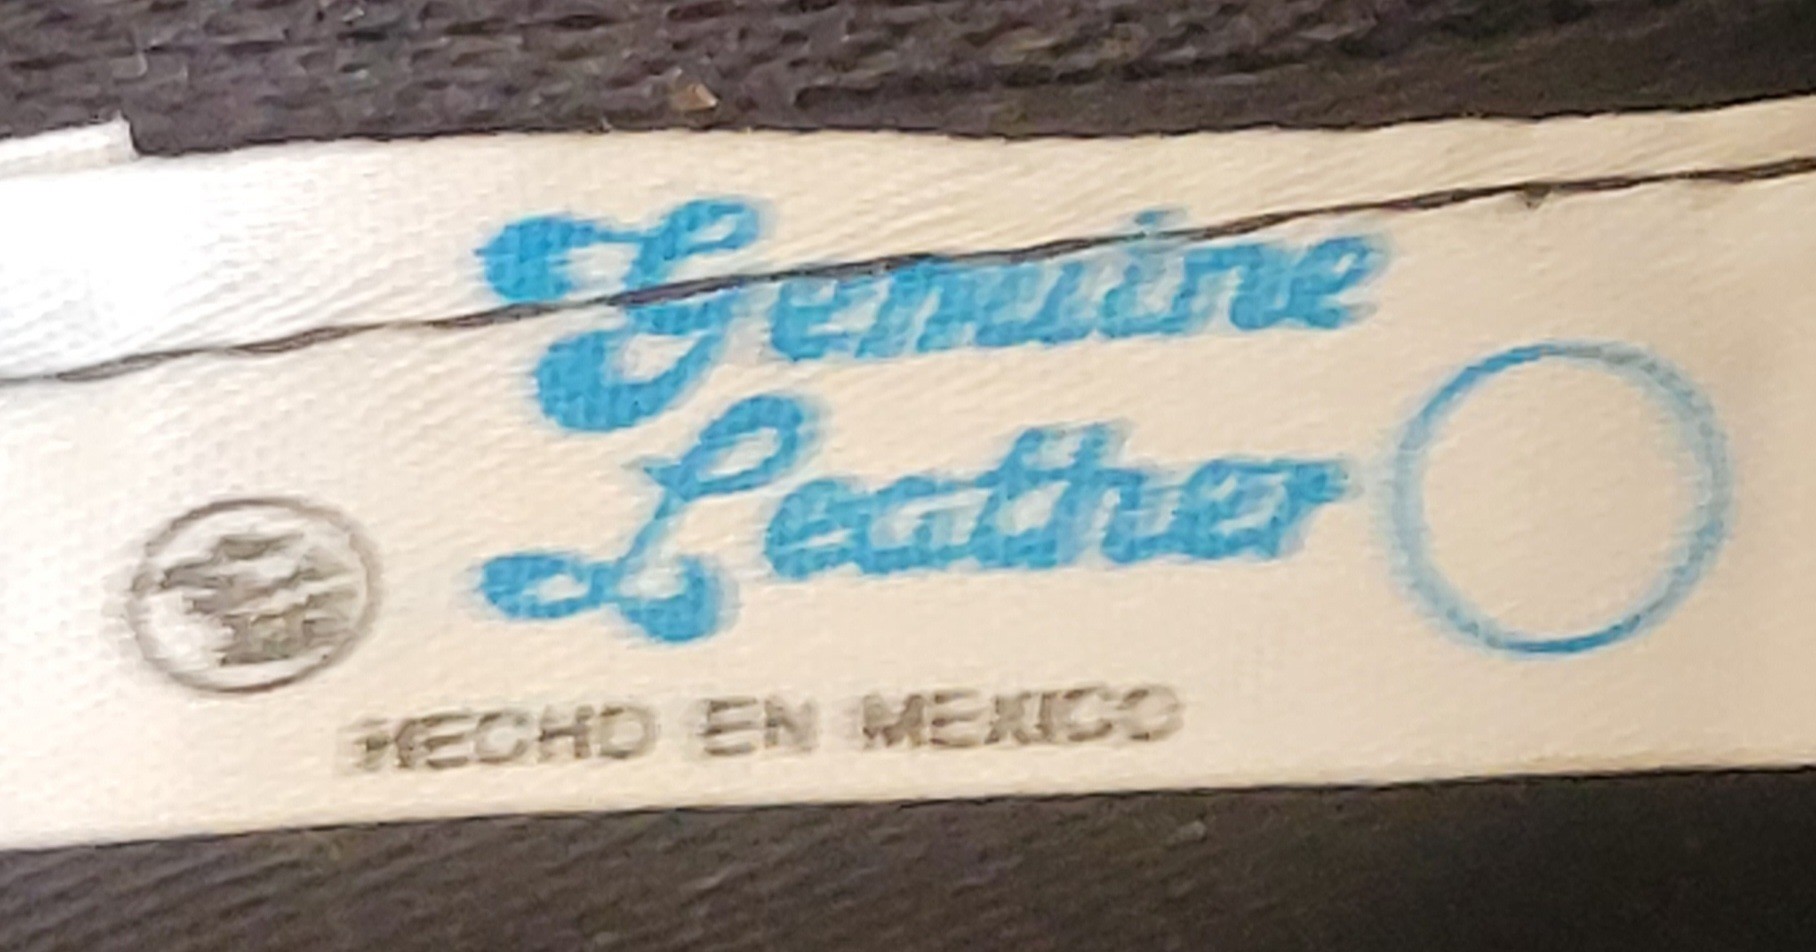 Genuine
Leather
HECHO EN MEXICO